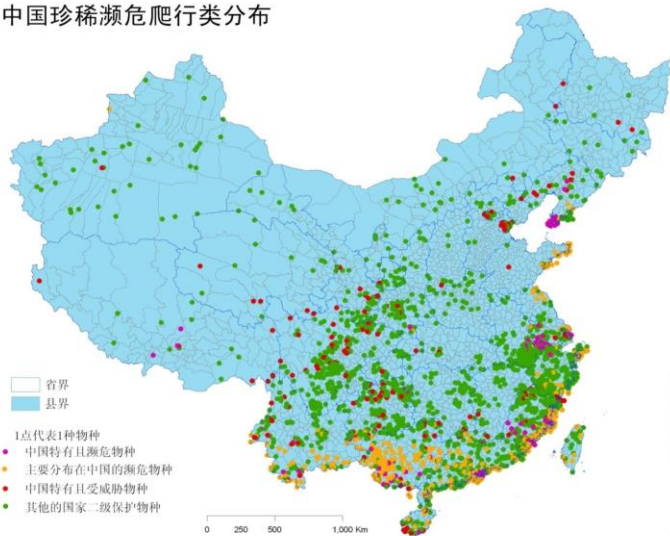 中国珍稀濒危爬行类分布
省界
县界
1点代表1种物种
中国特有且濒危物种
主要分布在中国的濒危物种
中国特有且受威胁物种
其他的国家二级保护物种
0 250 500 1,000 Km